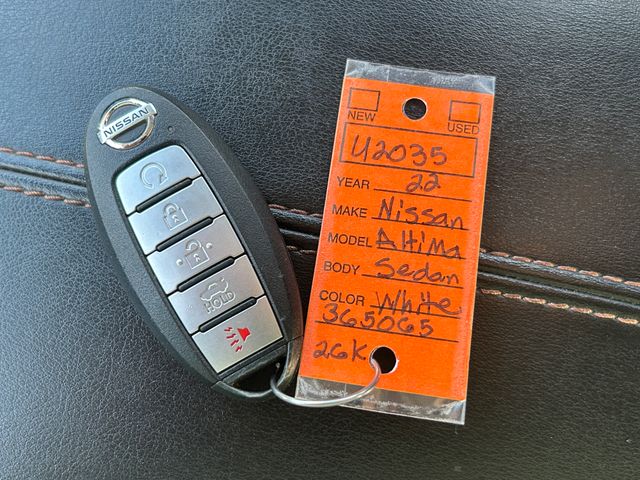 NISSAN
HOLD
NEW USED
U2035
YEAR 22
MAKE Nissan
MODEL Altima
BODY Sedan
COLOR White
365065
26K